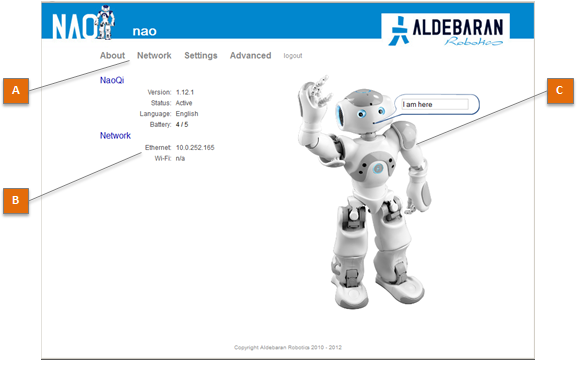 NAO
nao
ALDEBARAN
Robotics
About Network Settings Advanced logout
A
NaoQi
Version: 1.12.1
Status: Active
Language: English
Battery: 4 / 5
C
I am here
Network
Ethernet: 10.0.252.165
Wi-Fi: n/a
B
Copyright Aldebaran Robotics 2010 - 2012